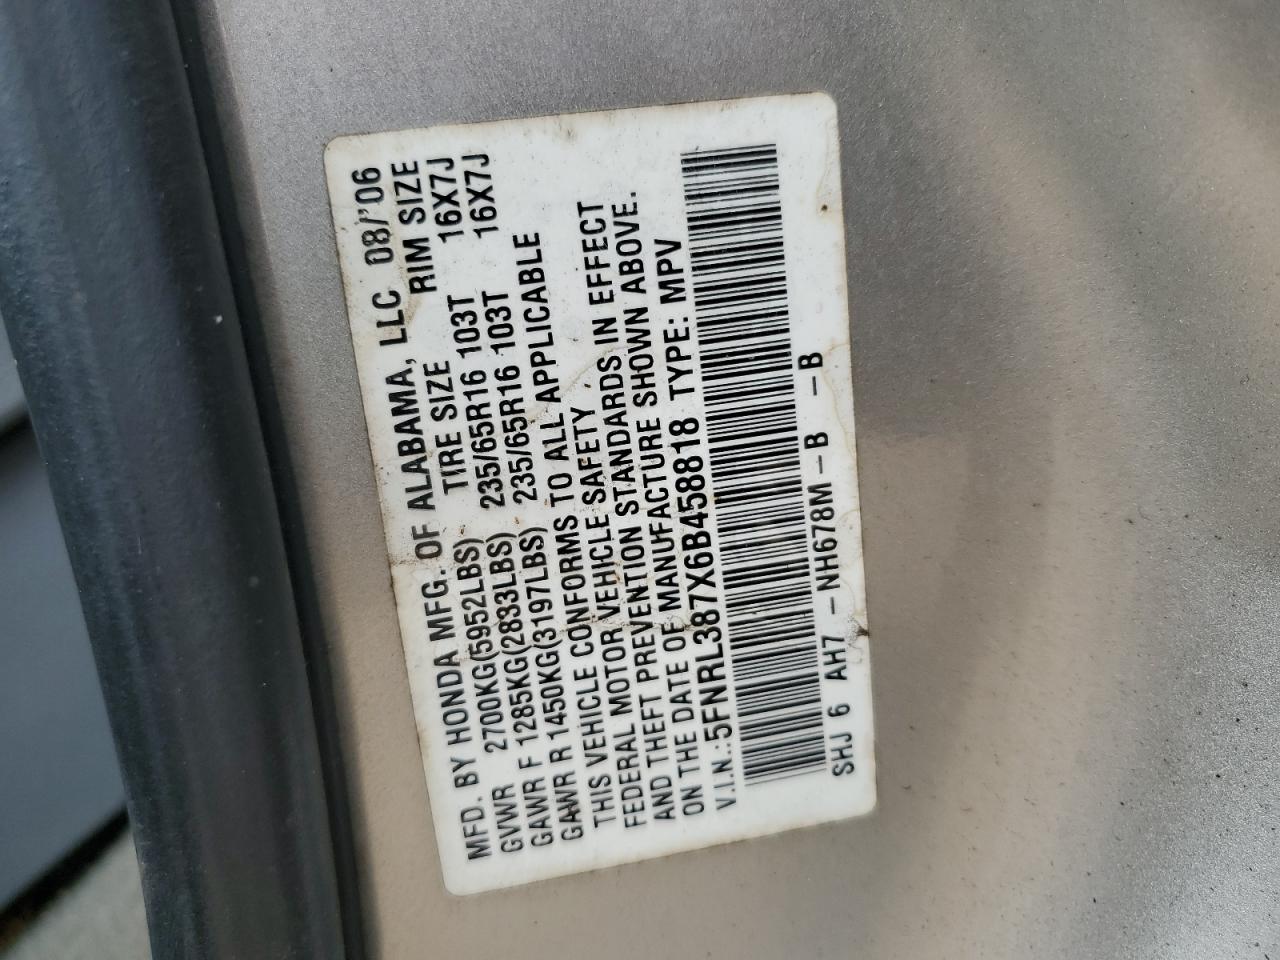 MFD. BY HONDA MFG. OF ALABAMA, LLC 08/'06
GVWR 2700KG(5952LBS) TIRE SIZE RIM SIZE
GAWR F 1285KG(2833LBS) 235/65R16 103T 16X7J
GAWR R 1450KG(3197LBS) 235/65R16 103T 16X7J
THIS VEHICLE CONFORMS TO ALL APPLICABLE
FEDERAL MOTOR VEHICLE SAFETY
AND THEFT PREVENTION STANDARDS IN EFFECT
ON THE DATE OF MANUFACTURE SHOWN ABOVE.
V.I.N.:5FNRL387X6B458818 TYPE: MPV
SHJ 6 AH7 -NH678M-B -B